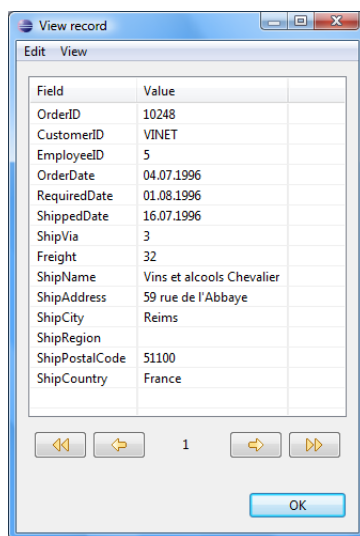 View record
Edit View
Field Value
OrderID 10248
CustomerID VINET
EmployeeID 5
OrderDate 04.07.1996
RequiredDate 01.08.1996
ShippedDate 16.07.1996
ShipVia 3
Freight 32
ShipName Vins et alcools Chevalier
ShipAddress 59 rue de l'Abbaye
ShipCity Reims
ShipRegion
ShipPostalCode 51100
ShipCountry France
1
OK